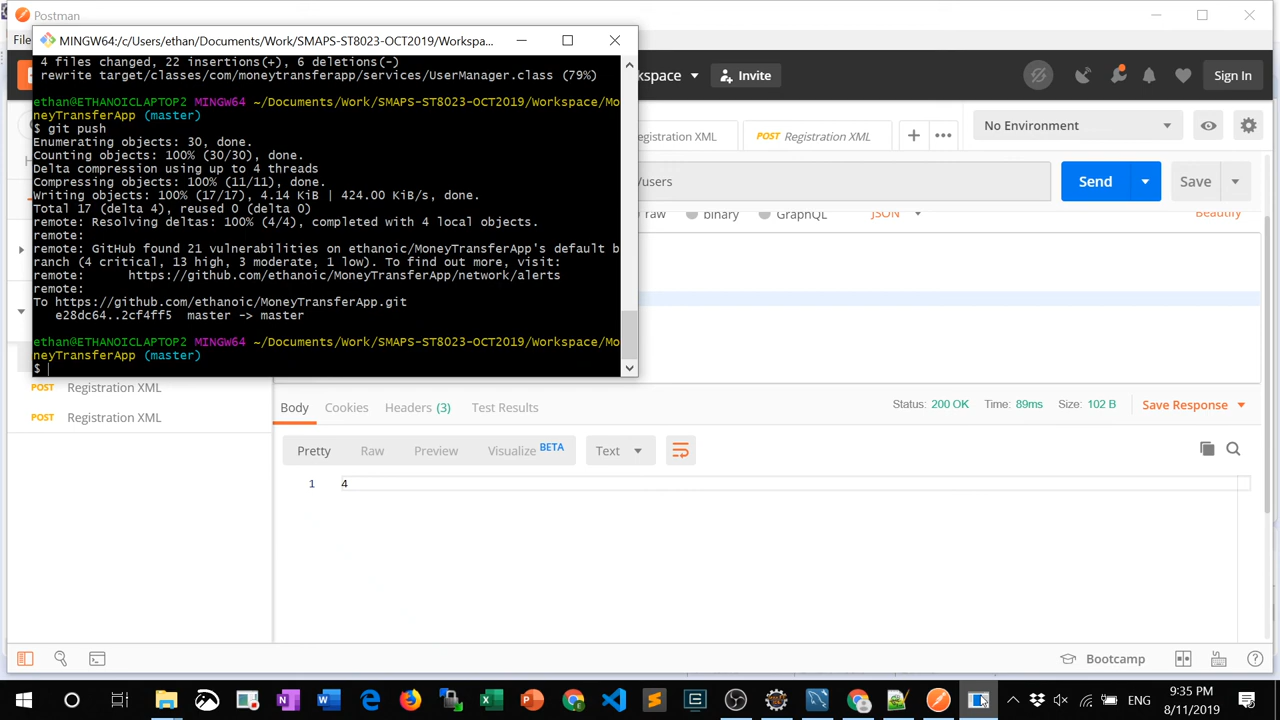 Postman
File
MINGW64:/c/Users/ethan/Documents/Work/SMAPS-ST8023-OCT2019/Workspa...
4 files changed, 22 insertions(+), 6 deletions(-)
rewrite target/classes/com/moneytransferapp/services/UserManager.class (79%)
ethan@ETHANOICLAPTOP2 MINGW64 ~/Documents/Work/SMAPS-ST8023-OCT2019/Workspace/Mo
neyTransferApp (master)
$ git push
Enumerating objects: 30, done.
Counting objects: 100% (30/30), done.
Delta compression using up to 4 threads
Compressing objects: 100% (11/11), done.
Writing objects: 100% (17/17), 4.14 KiB | 424.00 KiB/s, done.
Total 17 (delta 4), reused 0 (delta 0)
remote: Resolving deltas: 100% (4/4), completed with 4 local objects.
remote:
remote: GitHub found 21 vulnerabilities on ethanoic/MoneyTransferApp's default b
ranch (4 critical, 13 high, 3 moderate, 1 low). To find out more, visit:
remote:      https://github.com/ethanoic/MoneyTransferApp/network/alerts
remote:
To https://github.com/ethanoic/MoneyTransferApp.git
e28dc64..2cf4ff5  master -> master
ethan@ETHANOICLAPTOP2 MINGW64 ~/Documents/Work/SMAPS-ST8023-OCT2019/Workspace/Mo
neyTransferApp (master)
$
kspace Invite Sign In
egistration XML POST Registration XML + ••• No Environment
/users Send Save
raw binary GraphQL JSON Beautify
POST Registration XML
POST Registration XML
Body Cookies Headers (3) Test Results Status: 200 OK Time: 89ms Size: 102 B Save Response
Pretty Raw Preview Visualize BETA Text
1 4
Bootcamp
ENG 9:35 PM
8/11/2019